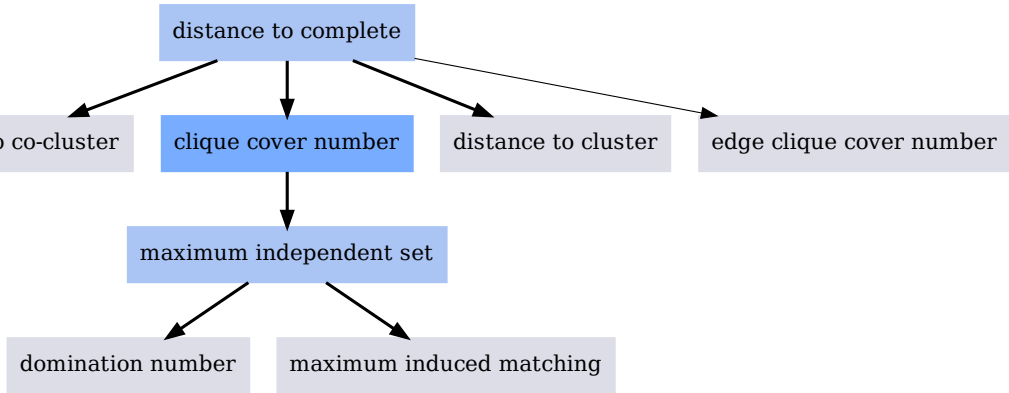 distance to complete
co-cluster
clique cover number
distance to cluster
edge clique cover number
maximum independent set
domination number
maximum induced matching